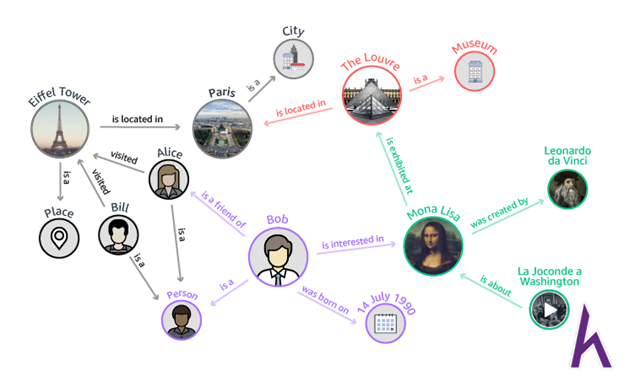 City
is a
Eiffel Tower
Paris
The Louvre
Museum
is a
is located in
is located in
visited
Alice
visited
is a
is exhibited at
Leonardo
da Vinci
Place
Bill
is a friend of
Bob
Mona Lisa
was created by
is a
is a
is interested in
is about
La Joconde a
Washington
Person
is a
was born on
14 July 1990